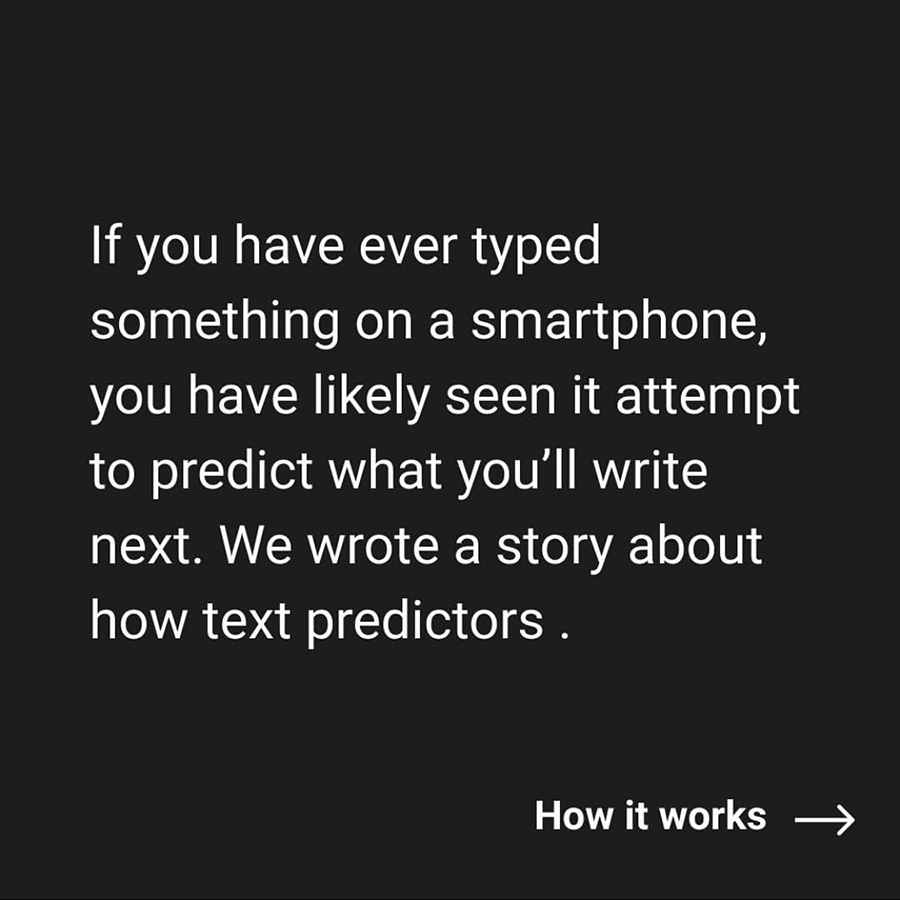 If you have ever typed
something on a smartphone,
you have likely seen it attempt
to predict what you’ll write
next. We wrote a story about
how text predictors .
How it works →